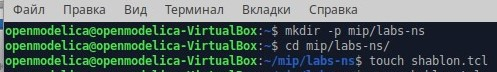 Файл Правка Вид Терминал Вкладки Справка
openmodelica@openmodelica-VirtualBox:~$ mkdir -p mip/labs-ns
openmodelica@openmodelica-VirtualBox:~$ cd mip/labs-ns/
openmodelica@openmodelica-VirtualBox:~/mip/labs-ns$ touch shablon.tcl